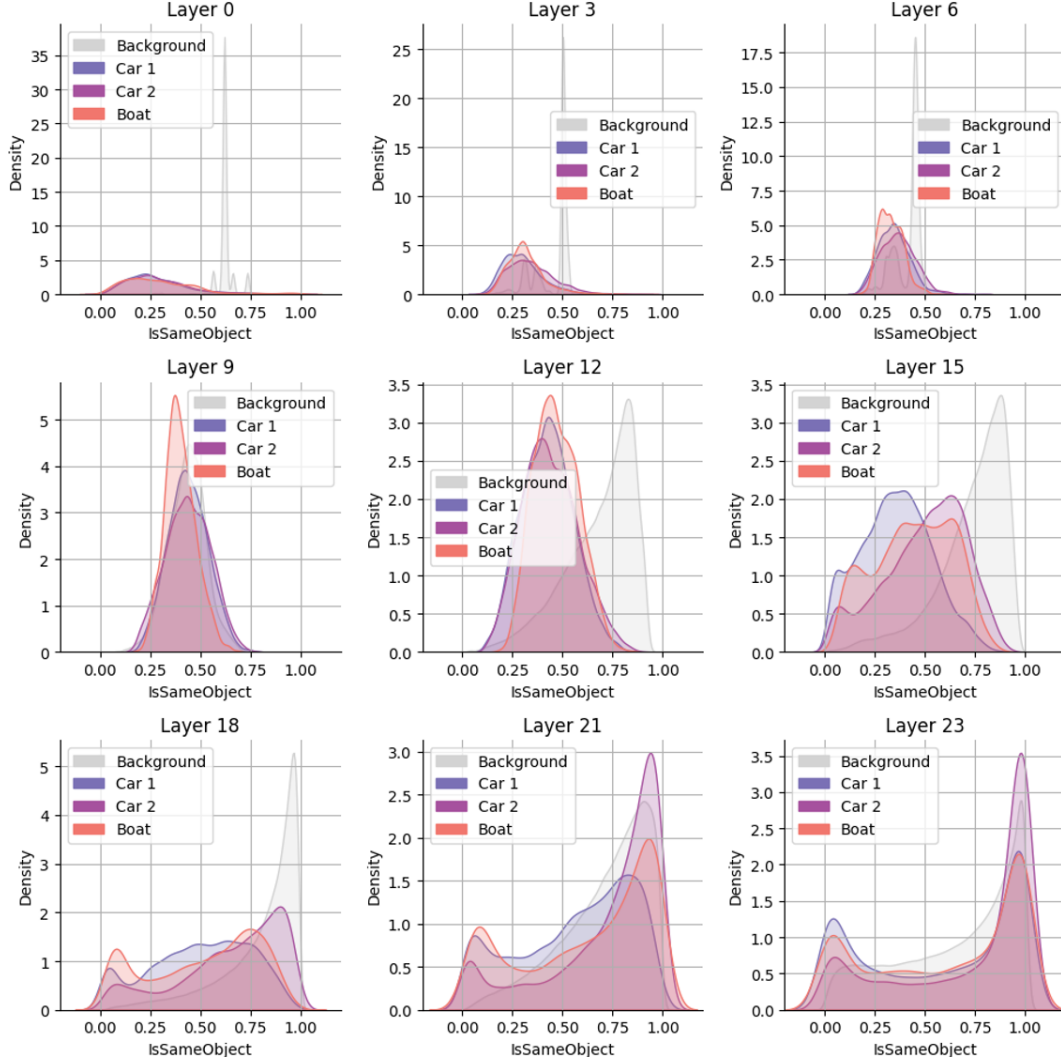 Layer 0
35
30
25
20
15
10
5
0
Density
Background
Car 1
Car 2
Boat
0.00 0.25 0.50 0.75 1.00
IsSameObject
Layer 3
25
20
15
10
5
0
Density
Background
Car 1
Car 2
Boat
0.00 0.25 0.50 0.75 1.00
IsSameObject
Layer 6
17.5
15.0
12.5
10.0
7.5
5.0
2.5
0.0
Density
Background
Car 1
Car 2
Boat
0.00 0.25 0.50 0.75 1.00
IsSameObject
Layer 9
5
4
3
2
1
0
Density
Background
Car 1
Car 2
Boat
0.00 0.25 0.50 0.75 1.00
IsSameObject
Layer 12
3.5
3.0
2.5
2.0
1.5
1.0
0.5
0.0
Density
Background
Car 1
Car 2
Boat
0.00 0.25 0.50 0.75 1.00
IsSameObject
Layer 15
3.5
3.0
2.5
2.0
1.5
1.0
0.5
0.0
Density
Background
Car 1
Car 2
Boat
0.00 0.25 0.50 0.75 1.00
IsSameObject
Layer 18
5
4
3
2
1
0
Density
Background
Car 1
Car 2
Boat
0.00 0.25 0.50 0.75 1.00
IsSameObject
Layer 21
3.0
2.5
2.0
1.5
1.0
0.5
0.0
Density
Background
Car 1
Car 2
Boat
0.00 0.25 0.50 0.75 1.00
IsSameObject
Layer 23
3.5
3.0
2.5
2.0
1.5
1.0
0.5
0.0
Density
Background
Car 1
Car 2
Boat
0.00 0.25 0.50 0.75 1.00
IsSameObject